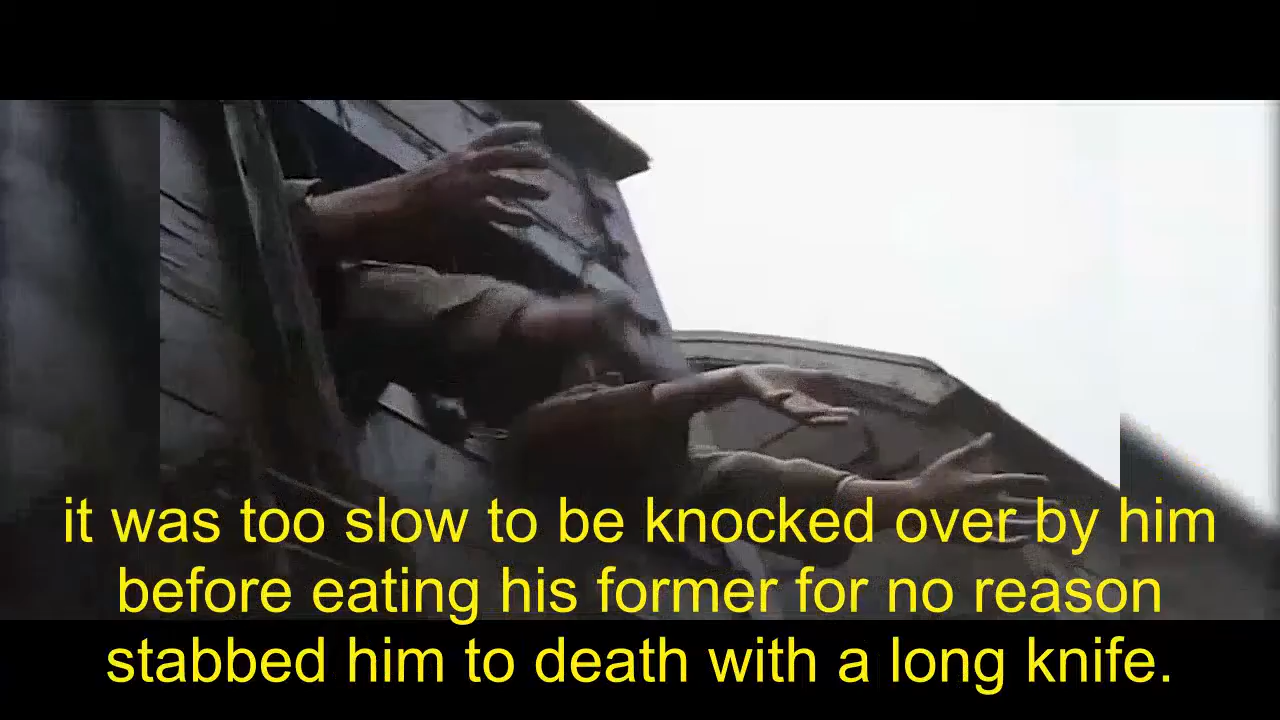 it was too slow to be knocked over by him
before eating his former for no reason
stabbed him to death with a long knife.